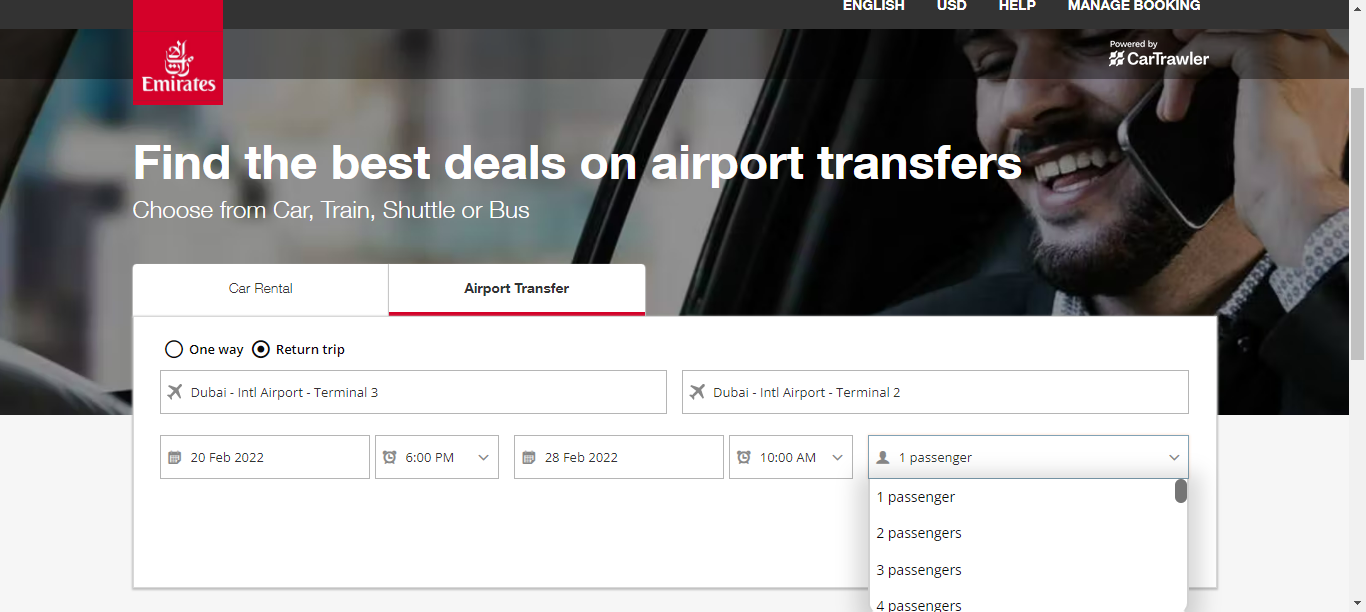 ENGLISH USD HELP MANAGE BOOKING
Emirates
Powered by
CarTrawler
Find the best deals on airport transfers
Choose from Car, Train, Shuttle or Bus
Car Rental Airport Transfer
One way Return trip
Dubai - Intl Airport - Terminal 3 Dubai - Intl Airport - Terminal 2
20 Feb 2022 6:00 PM 28 Feb 2022 10:00 AM 1 passenger
1 passenger
2 passengers
3 passengers
4 passengers